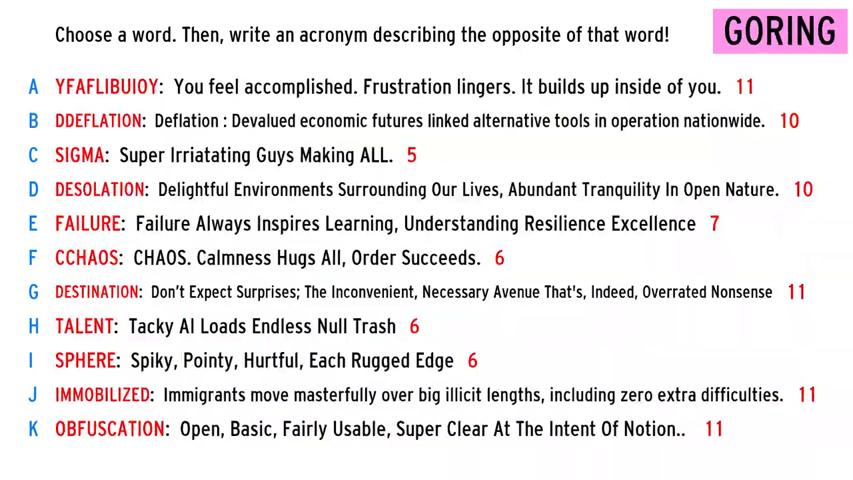 Choose a word. Then, write an acronym describing the opposite of that word!
GORING
A YFAFLIBUIOY: You feel accomplished. Frustration lingers. It builds up inside of you. 11
B DDEFLATION: Deflation : Devalued economic futures linked alternative tools in operation nationwide. 10
C SIGMA: Super Irriatating Guys Making ALL. 5
D DESOLATION: Delightful Environments Surrounding Our Lives, Abundant Tranquility In Open Nature. 10
E FAILURE: Failure Always Inspires Learning, Understanding Resilience Excellence 7
F CCHAOS: CHAOS. Calmness Hugs All, Order Succeeds. 6
G DESTINATION: Don't Expect Surprises; The Inconvenient, Necessary Avenue That's, Indeed, Overrated Nonsense 11
H TALENT: Tacky AI Loads Endless Null Trash 6
I SPHERE: Spiky, Pointy, Hurtful, Each Rugged Edge 6
J IMMOBILIZED: Immigrants move masterfully over big illicit lengths, including zero extra difficulties. 11
K OBFUSCATION: Open, Basic, Fairly Usable, Super Clear At The Intent Of Notion.. 11